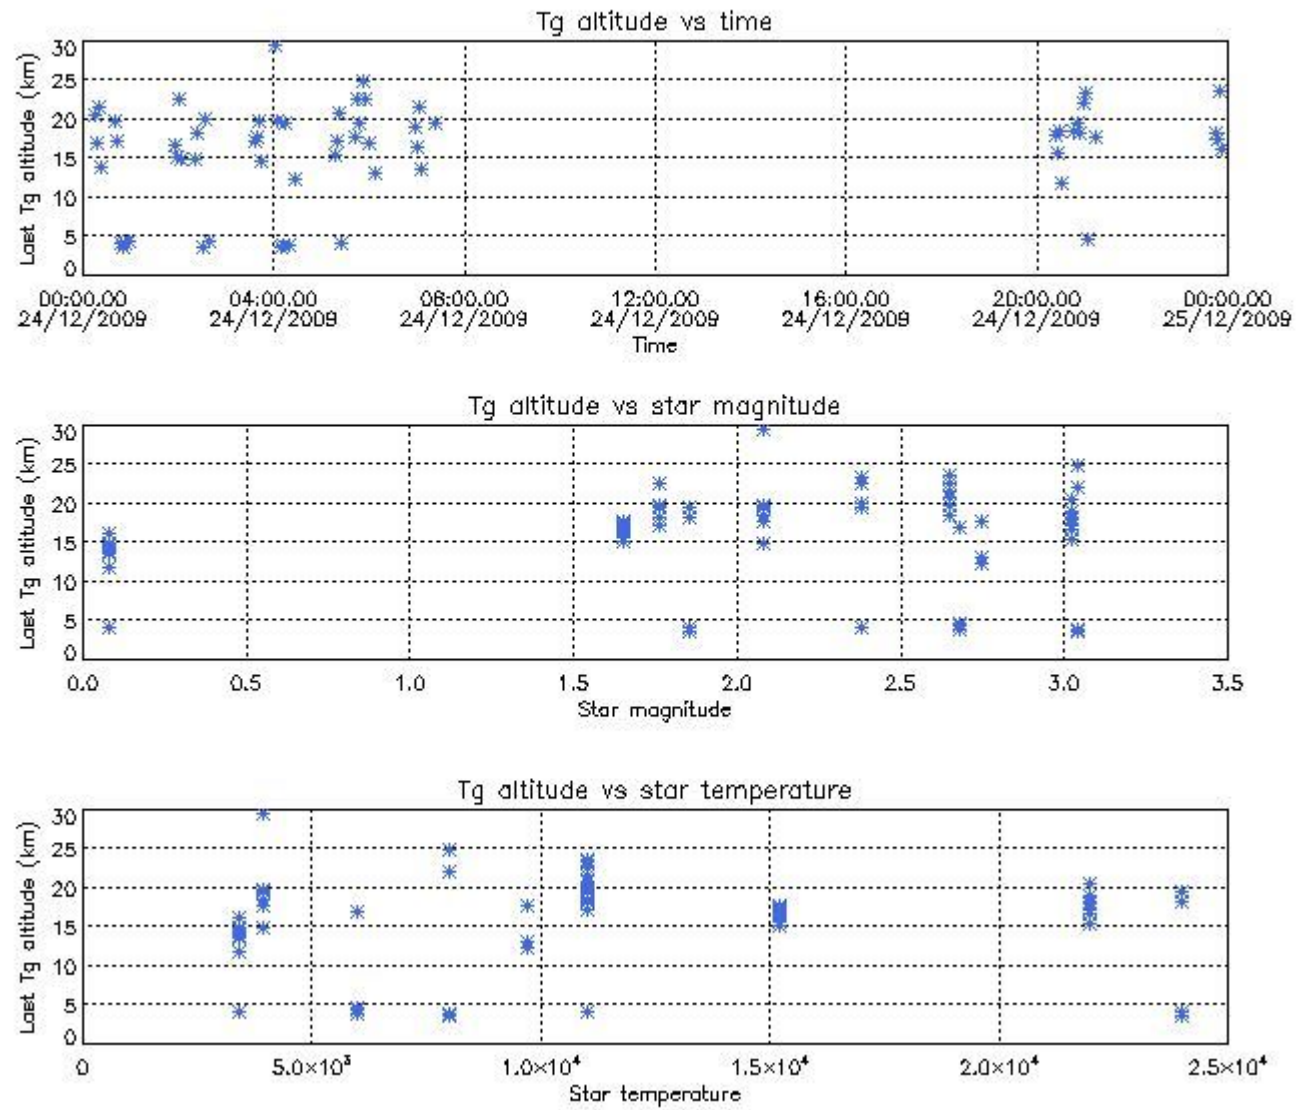 Tg altitude vs time
Last Tg altitude (km)
30
25
20
15
10
5
0
00:00.00 04:00.00 08:00.00 12:00.00 16:00.00 20:00.00 00:00.00
24/12/2009 24/12/2009 24/12/2009 24/12/2009 24/12/2009 24/12/2009 25/12/2009
Time
Tg altitude vs star magnitude
Last Tg altitude (km)
30
25
20
15
10
5
0
0.0 0.5 1.0 1.5 2.0 2.5 3.0 3.5
Star magnitude
Tg altitude vs star temperature
Last Tg altitude (km)
30
25
20
15
10
5
0
0 5.0×10³ 1.0×10⁴ 1.5×10⁴ 2.0×10⁴ 2.5×10⁴
Star temperature